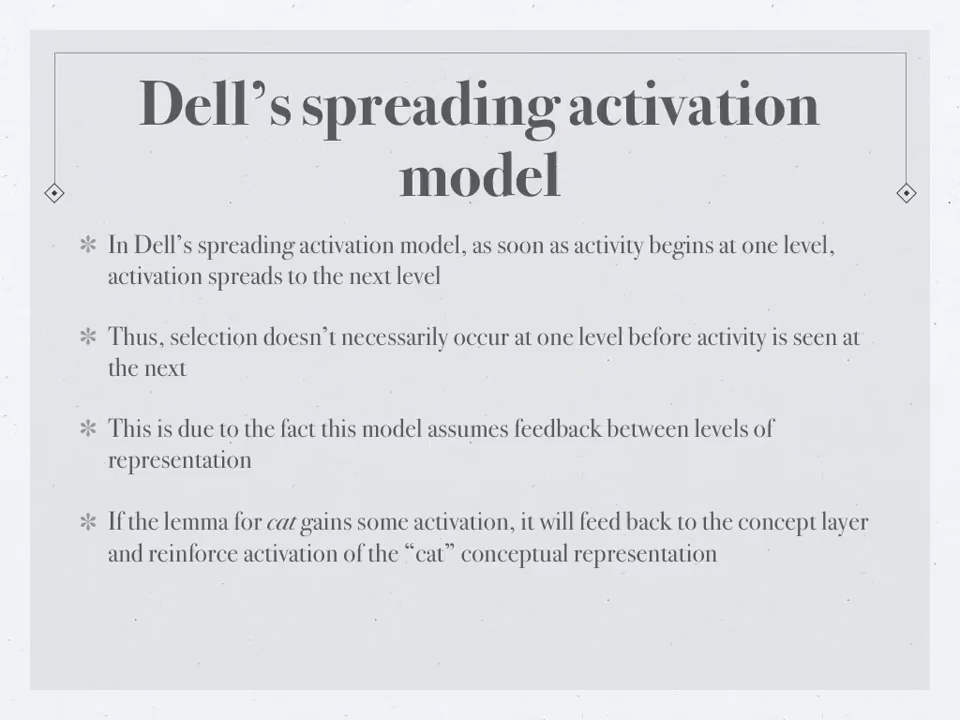 Dell’s spreading activation
model
✻ In Dell’s spreading activation model, as soon as activity begins at one level,
activation spreads to the next level
✻ Thus, selection doesn’t necessarily occur at one level before activity is seen at
the next
✻ This is due to the fact this model assumes feedback between levels of
representation
✻ If the lemma for cat gains some activation, it will feed back to the concept layer
and reinforce activation of the “cat” conceptual representation